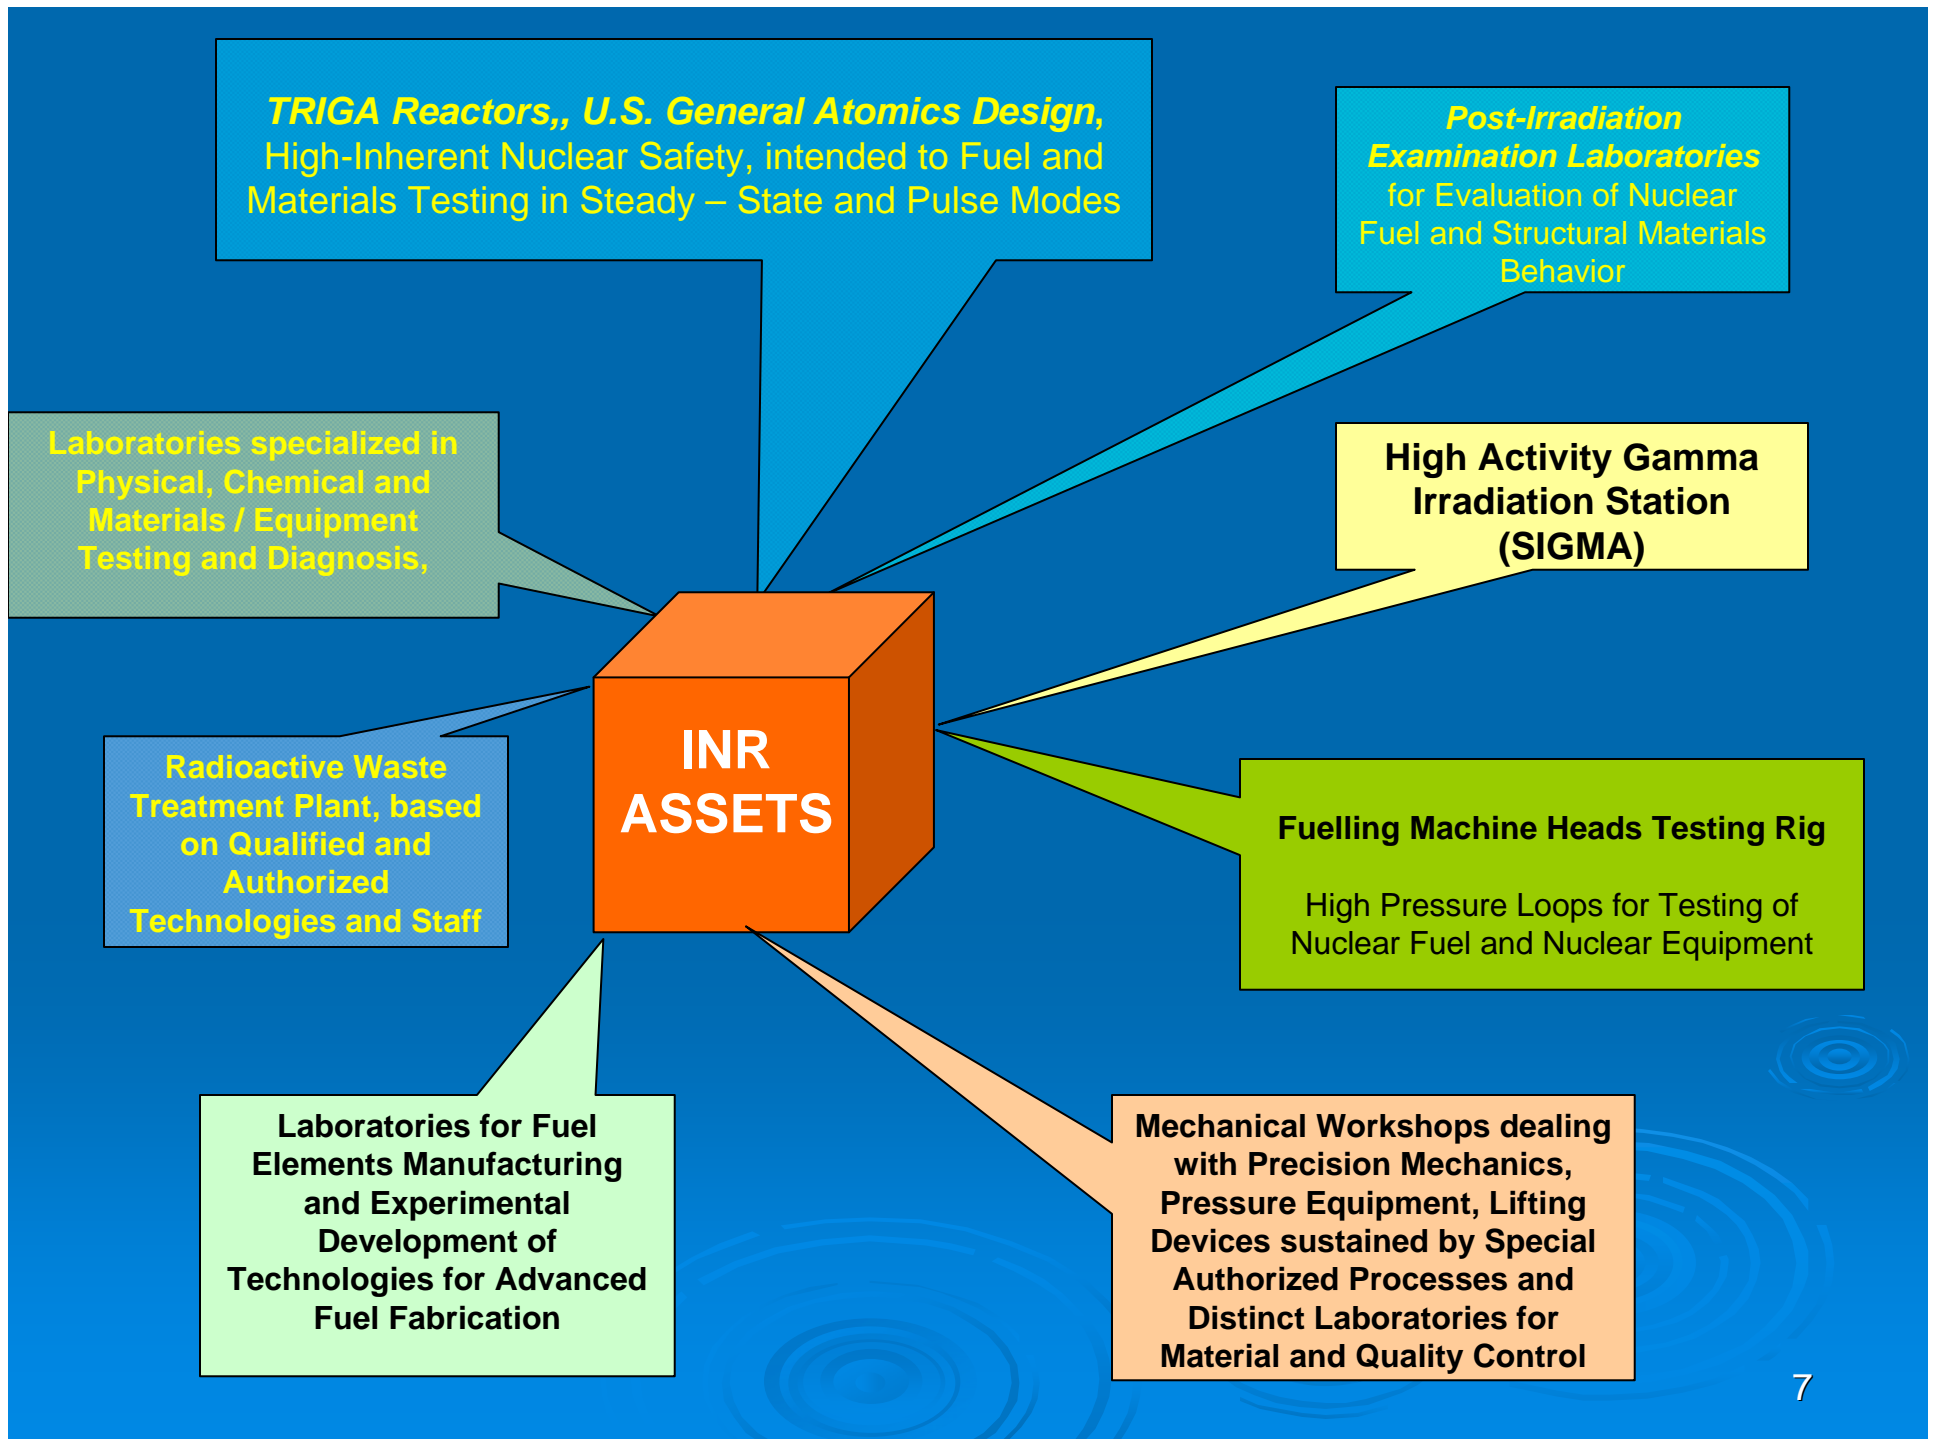 TRIGA Reactors,, U.S. General Atomics Design,
High-Inherent Nuclear Safety, intended to Fuel and
Materials Testing in Steady – State and Pulse Modes
Post-Irradiation
Examination Laboratories
for Evaluation of Nuclear
Fuel and Structural Materials
Behavior
Laboratories specialized in
Physical, Chemical and
Materials / Equipment
Testing and Diagnosis,
High Activity Gamma
Irradiation Station
(SIGMA)
INR
ASSETS
Radioactive Waste
Treatment Plant, based
on Qualified and
Authorized
Technologies and Staff
Fuelling Machine Heads Testing Rig
High Pressure Loops for Testing of
Nuclear Fuel and Nuclear Equipment
Laboratories for Fuel
Elements Manufacturing
and Experimental
Development of
Technologies for Advanced
Fuel Fabrication
Mechanical Workshops dealing
with Precision Mechanics,
Pressure Equipment, Lifting
Devices sustained by Special
Authorized Processes and
Distinct Laboratories for
Material and Quality Control
7